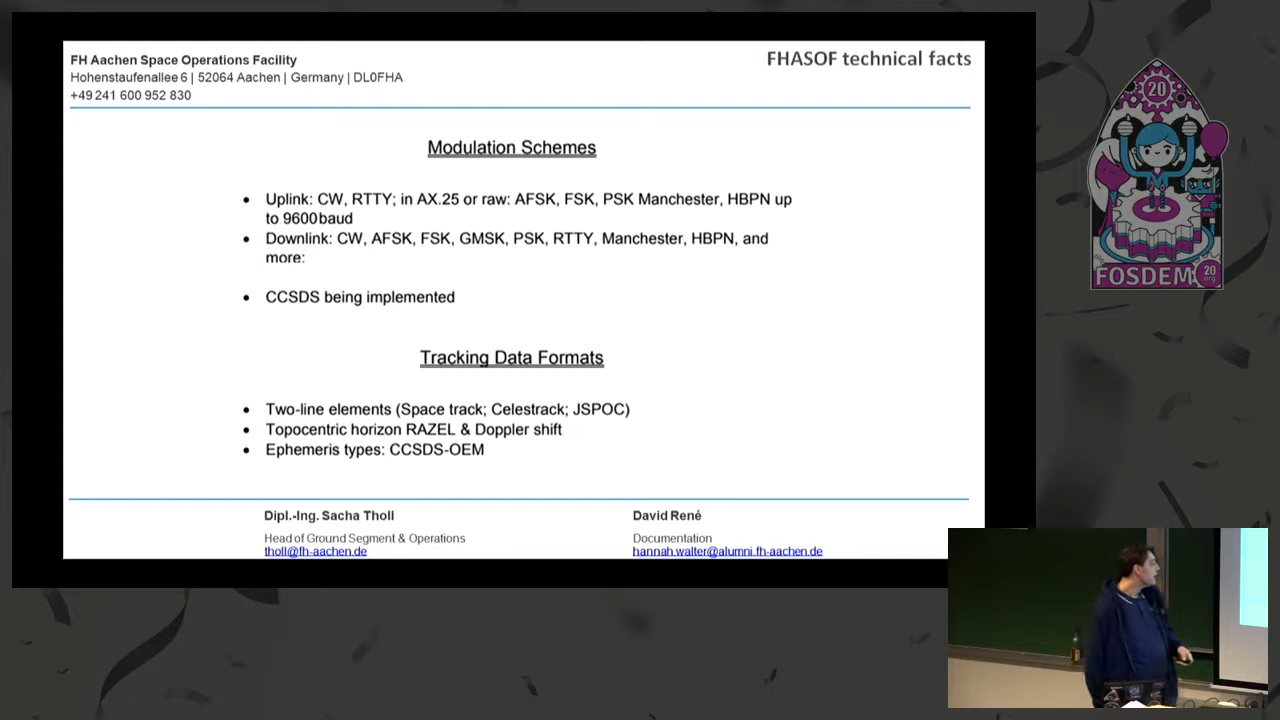 FH Aachen Space Operations Facility
FHASOF technical facts
Hohenstaufenallee 6 | 52064 Aachen | Germany | DL0FHA
+49 241 600 952 830
Modulation Schemes
• Uplink: CW, RTTY; in AX.25 or raw: AFSK, FSK, PSK Manchester, HBPN up
to 9600 baud
• Downlink: CW, AFSK, FSK, GMSK, PSK, RTTY, Manchester, HBPN, and
more:
• CCSDS being implemented
Tracking Data Formats
• Two-line elements (Space track; Celestrack; JSPOC)
• Topocentric horizon RAZEL & Doppler shift
• Ephemeris types: CCSDS-OEM
Dipl.-Ing. Sacha Tholl
Head of Ground Segment & Operations
tholl@fh-aachen.de
David René
Documentation
hannah.walter@alumni.fh-aachen.de
20
FOSDEM
20
.org